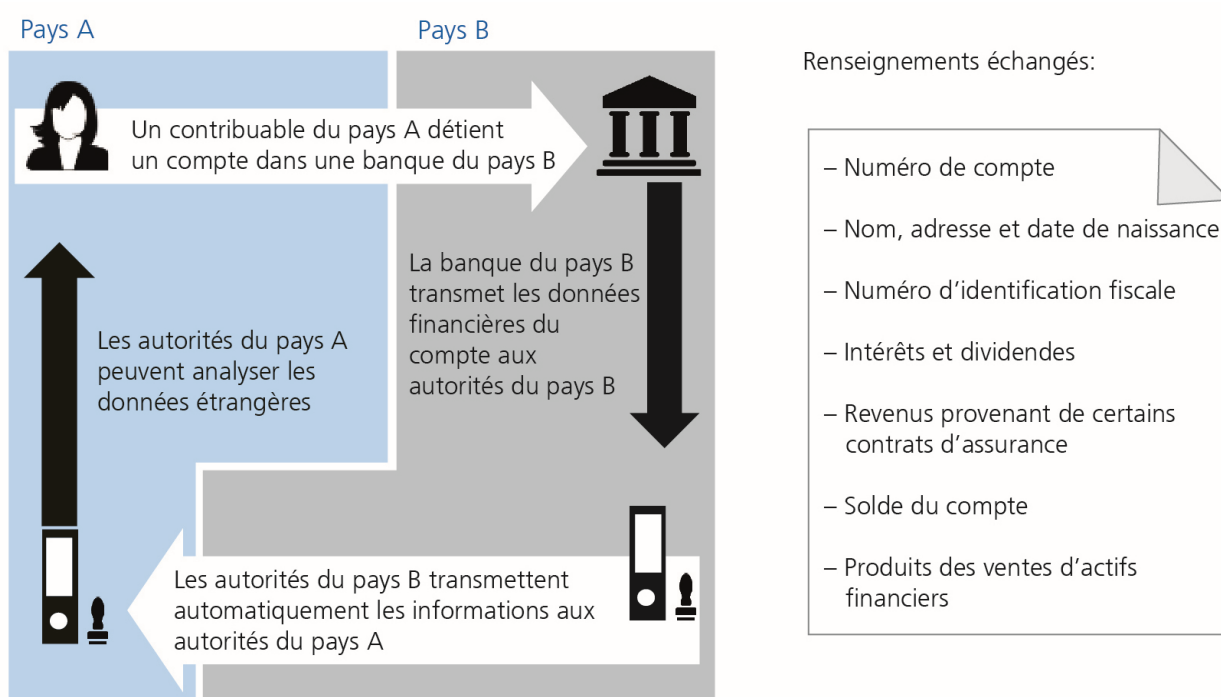 Pays A
Pays B
Un contribuable du pays A détient
un compte dans une banque du pays B
La banque du pays B
transmet les données
financières du
compte aux
autorités du pays B
Les autorités du pays A
peuvent analyser les
données étrangères
Les autorités du pays B transmettent
automatiquement les informations aux
autorités du pays A
Renseignements échangés:
– Numéro de compte
– Nom, adresse et date de naissance
– Numéro d’identification fiscale
– Intérêts et dividendes
– Revenus provenant de certains
contrats d’assurance
– Solde du compte
– Produits des ventes d’actifs
financiers